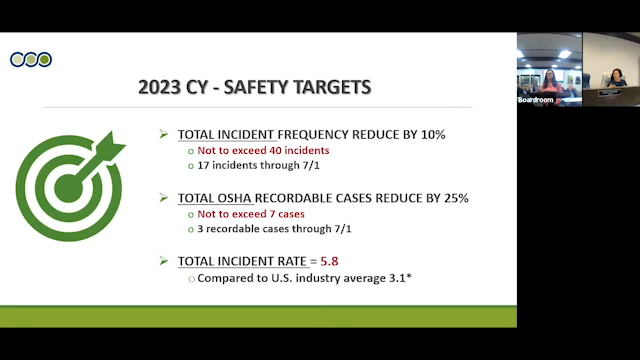 2023 CY - SAFETY TARGETS
TOTAL INCIDENT FREQUENCY REDUCE BY 10%
Not to exceed 40 incidents
17 incidents through 7/1
TOTAL OSHA RECORDABLE CASES REDUCE BY 25%
Not to exceed 7 cases
3 recordable cases through 7/1
TOTAL INCIDENT RATE = 5.8
Compared to U.S. industry average 3.1*
Boardroom